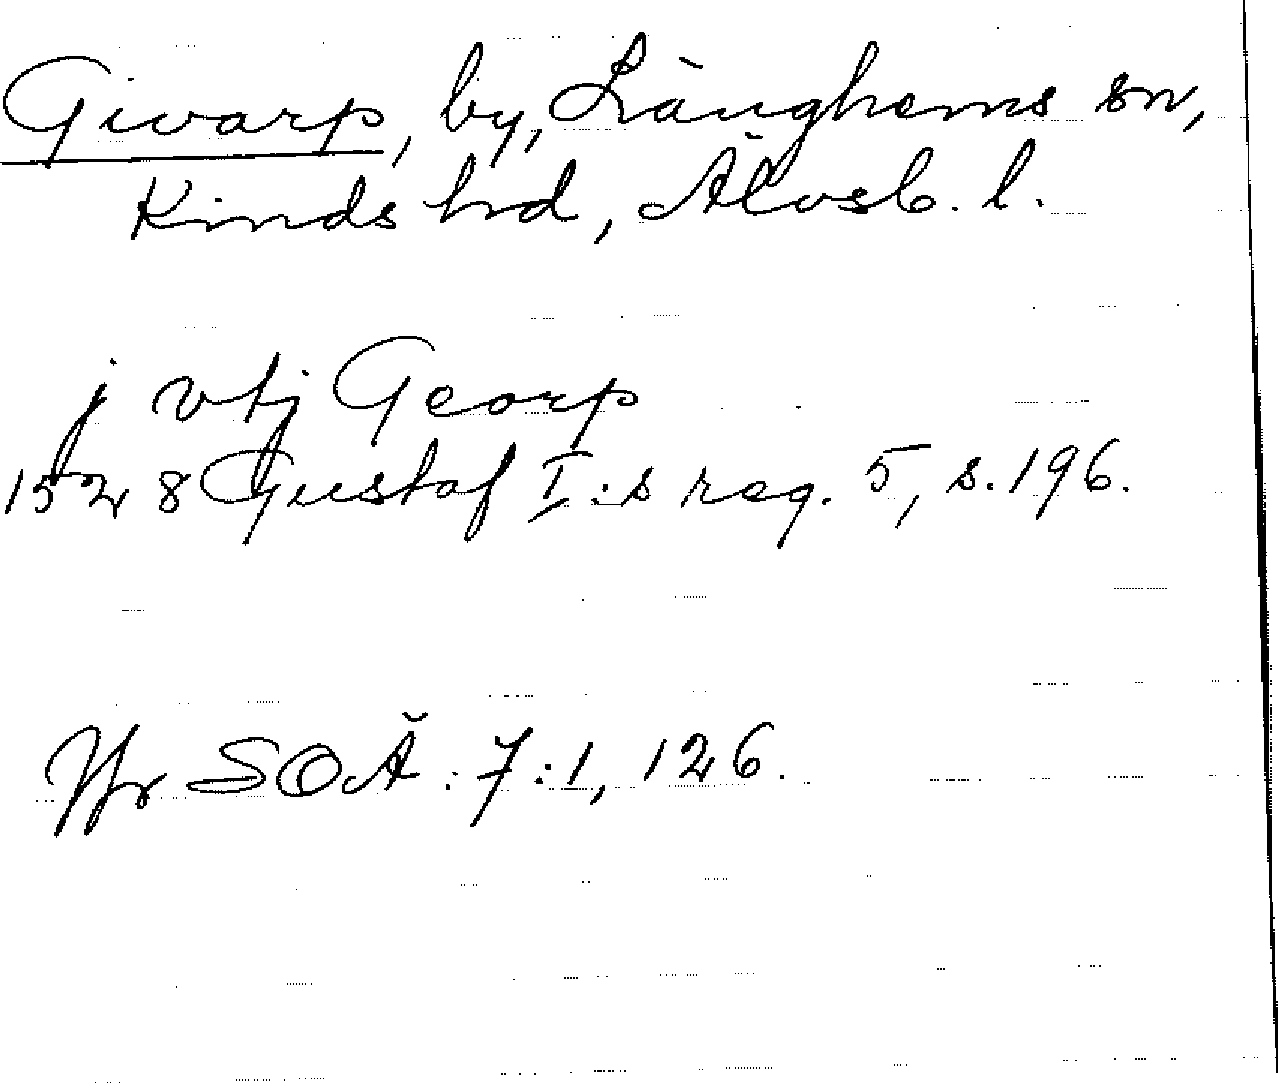 Givarp, by, Länghems sn,
Kinds hd, Älvsb. l.
j vtj Georp
1528 Gustaf I:s reg. 5, s. 196.
Jfr SOÄ: 7:1, 126.